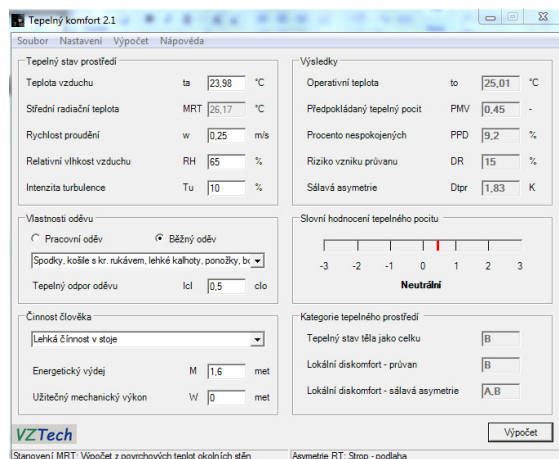 Tepelný komfort 2.1
Soubor Nastavení Výpočet Nápověda
Tepelný stav prostředí
Teplota vzduchu ta 23,98 °C
Střední radiační teplota MRT 26,17 °C
Rychlost proudění w 0,25 m/s
Relativní vlhkost vzduchu RH 65 %
Intenzita turbulence Tu 10 %
Výsledky
Operativní teplota to 25,01 °C
Předpokládaný tepelný pocit PMV 0,45 -
Procento nespokojených PPD 9,2 %
Riziko vzniku průvanu DR 15 %
Sálavá asymetrie Dtpr 1,83 K
Vlastnosti oděvu
Pracovní oděv Běžný oděv
Spodky, košile s kr. rukávem, lehké kalhoty, ponožky, bo
Tepelný odpor oděvu Icl 0,5 clo
Slovní hodnocení tepelného pocitu
-3 -2 -1 0 1 2 3
Neutrální
Činnost člověka
Lehká čínnost v stoje
Energetický výdej M 1,6 met
Užitečný mechanický výkon W 0 met
Kategorie tepelného prostředí
Tepelný stav těla jako celku B
Lokální diskomfort - průvan B
Lokální diskomfort - sálavá asymetrie A,B
VZTech
Výpočet
Stanovení MRT: Výpočet z povrchových teplot okolních stěn
Asymetrie RT: Strop - podlaha